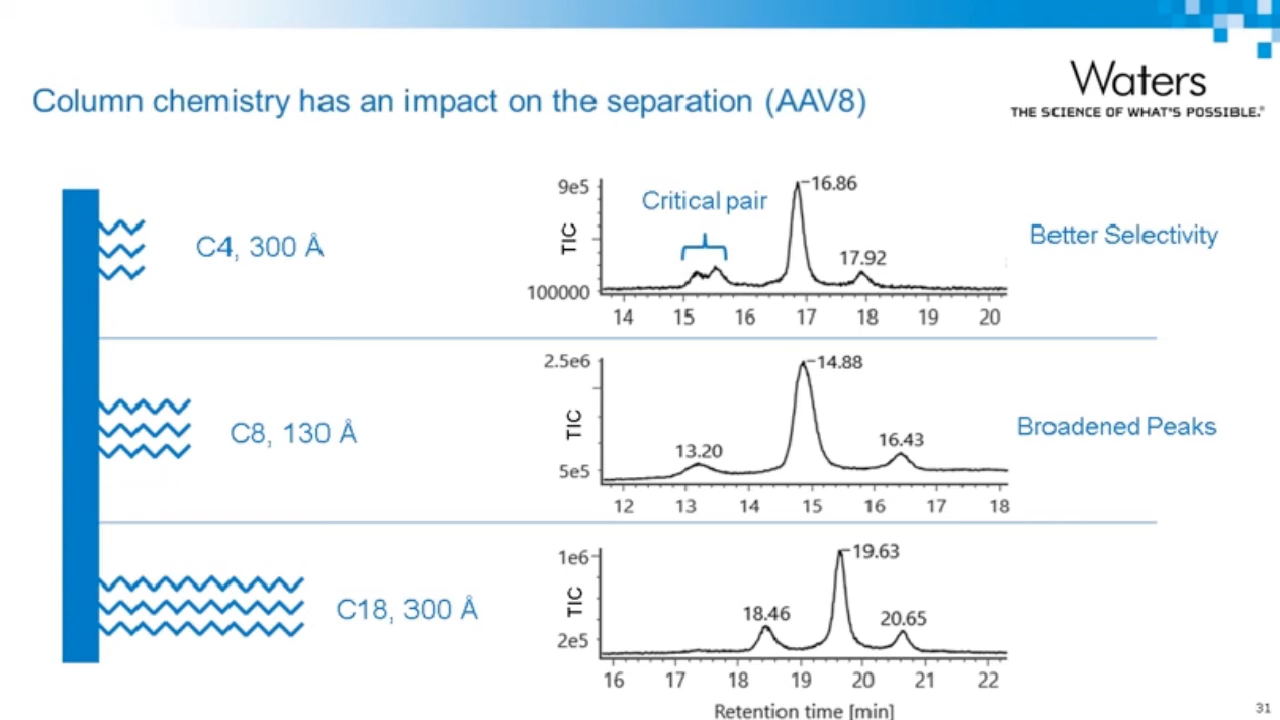 Column chemistry has an impact on the separation (AAV8)
Waters
THE SCIENCE OF WHAT'S POSSIBLE.®
C4, 300 Å
TIC
9e5
100000
Critical pair
16.86
17.92
14 15 16 17 18 19 20
Better Selectivity
C8, 130 Å
TIC
2.5e6
5e5
13.20
14.88
16.43
12 13 14 15 16 17 18
Broadened Peaks
C18, 300 Å
TIC
1e6
2e5
18.46
19.63
20.65
16 17 18 19 20 21 22
Retention time [min]
31